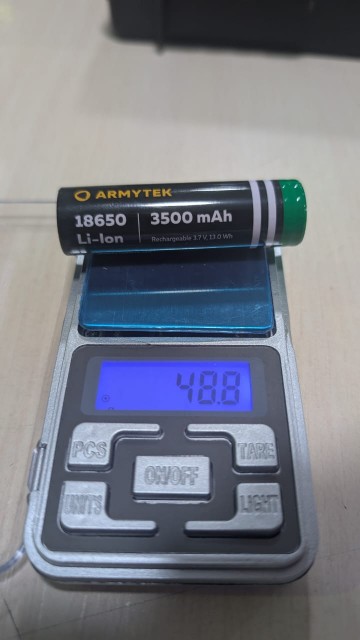 ARMYTEK
18650 3500 mAh
Li-Ion Rechargeable 3.7 V, 13.0 Wh
48.8
PCS TARE
ON/OFF
UNITS LIGHT